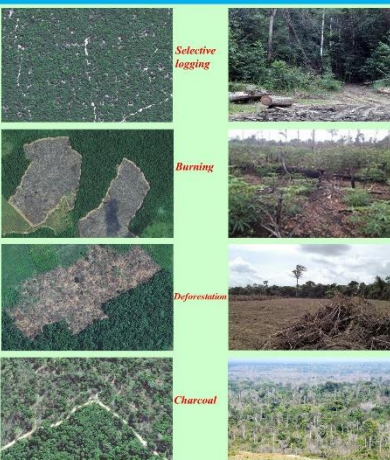 Selective
logging
Burning
Deforestation
Charcoal